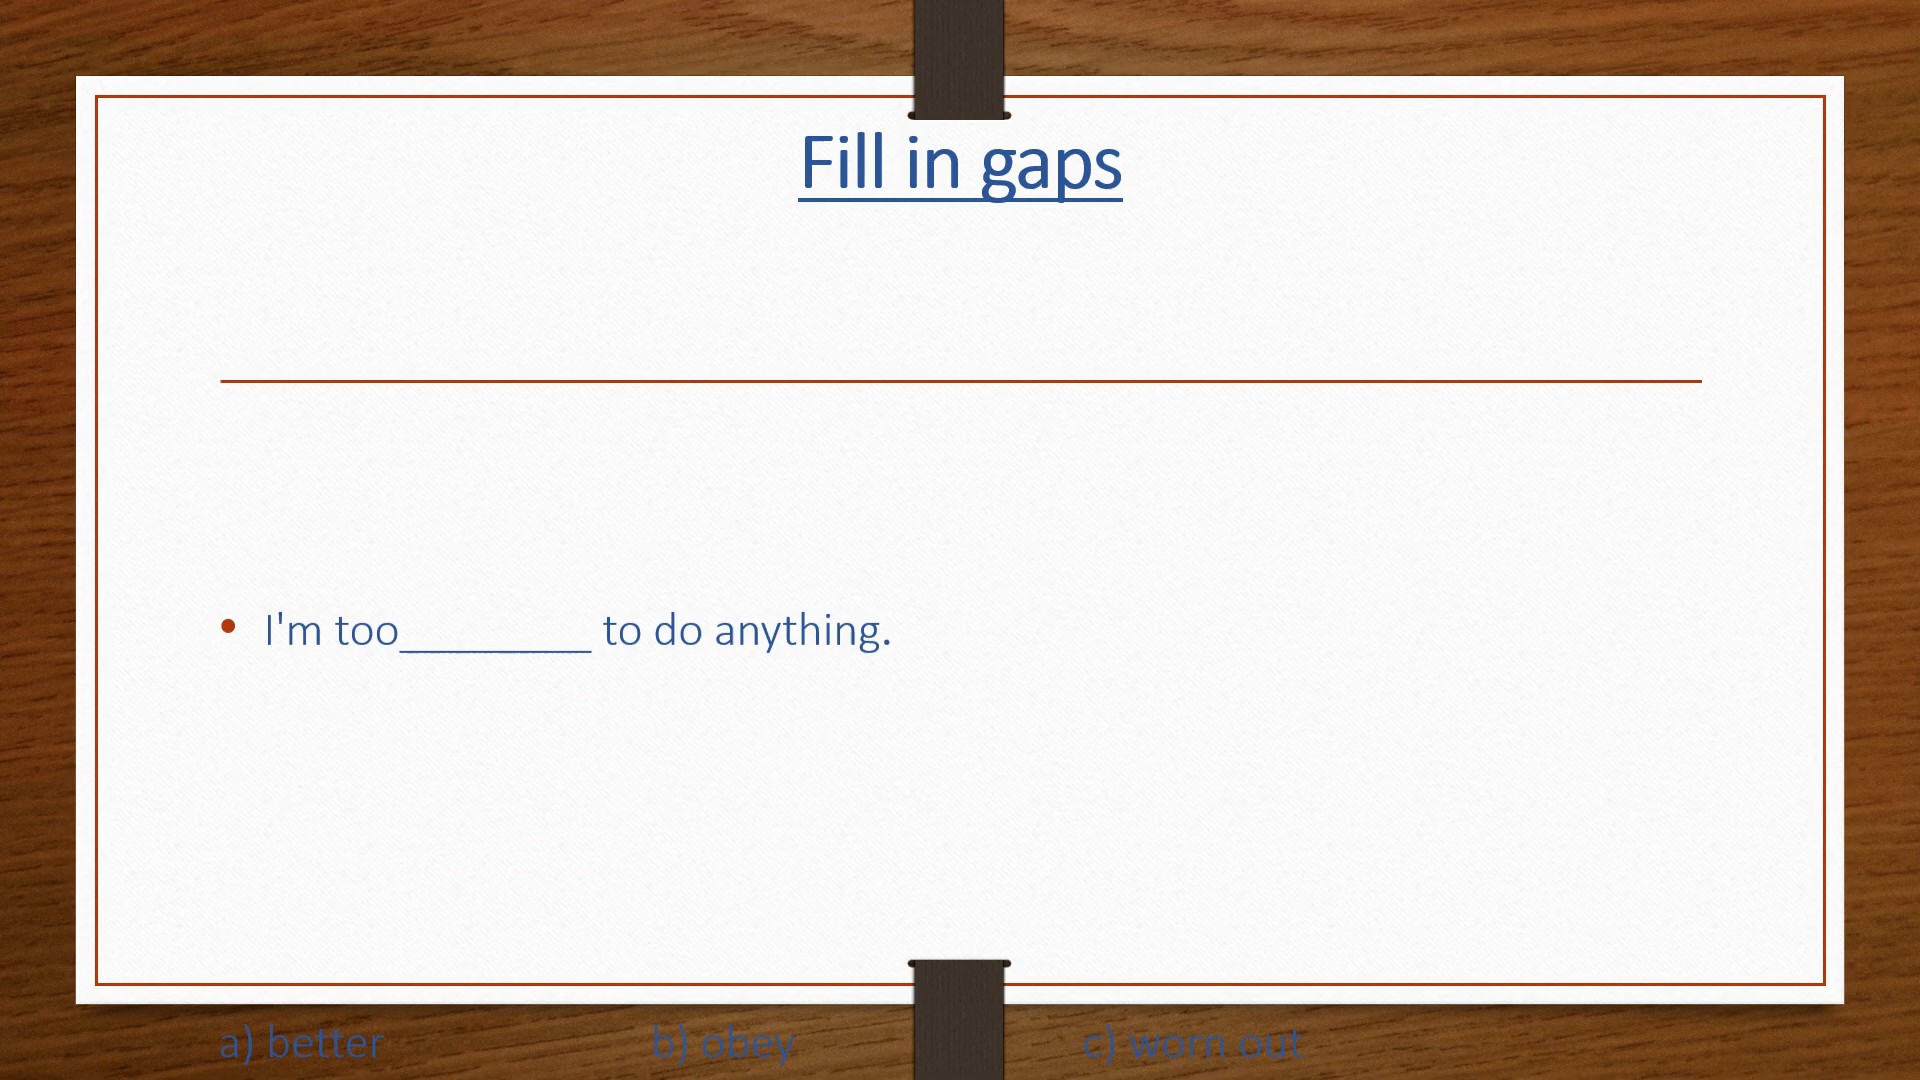 Fill in gaps
• I'm too________ to do anything.
a) better b) obey c) worn out